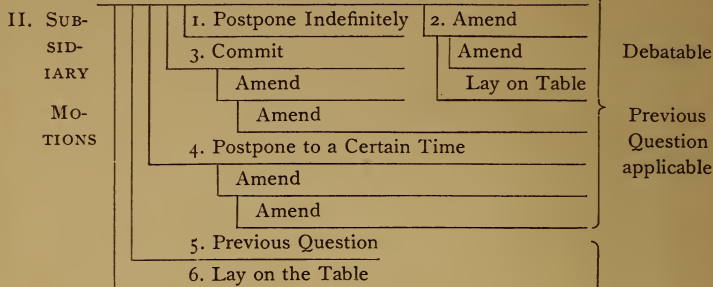 II. SUB-
SID-
IARY
MO-
TIONS
1. Postpone Indefinitely
2. Amend
3. Commit
Amend
Amend
Lay on Table
Amend
4. Postpone to a Certain Time
Amend
Amend
5. Previous Question
6. Lay on the Table
Debatable
Previous
Question
applicable